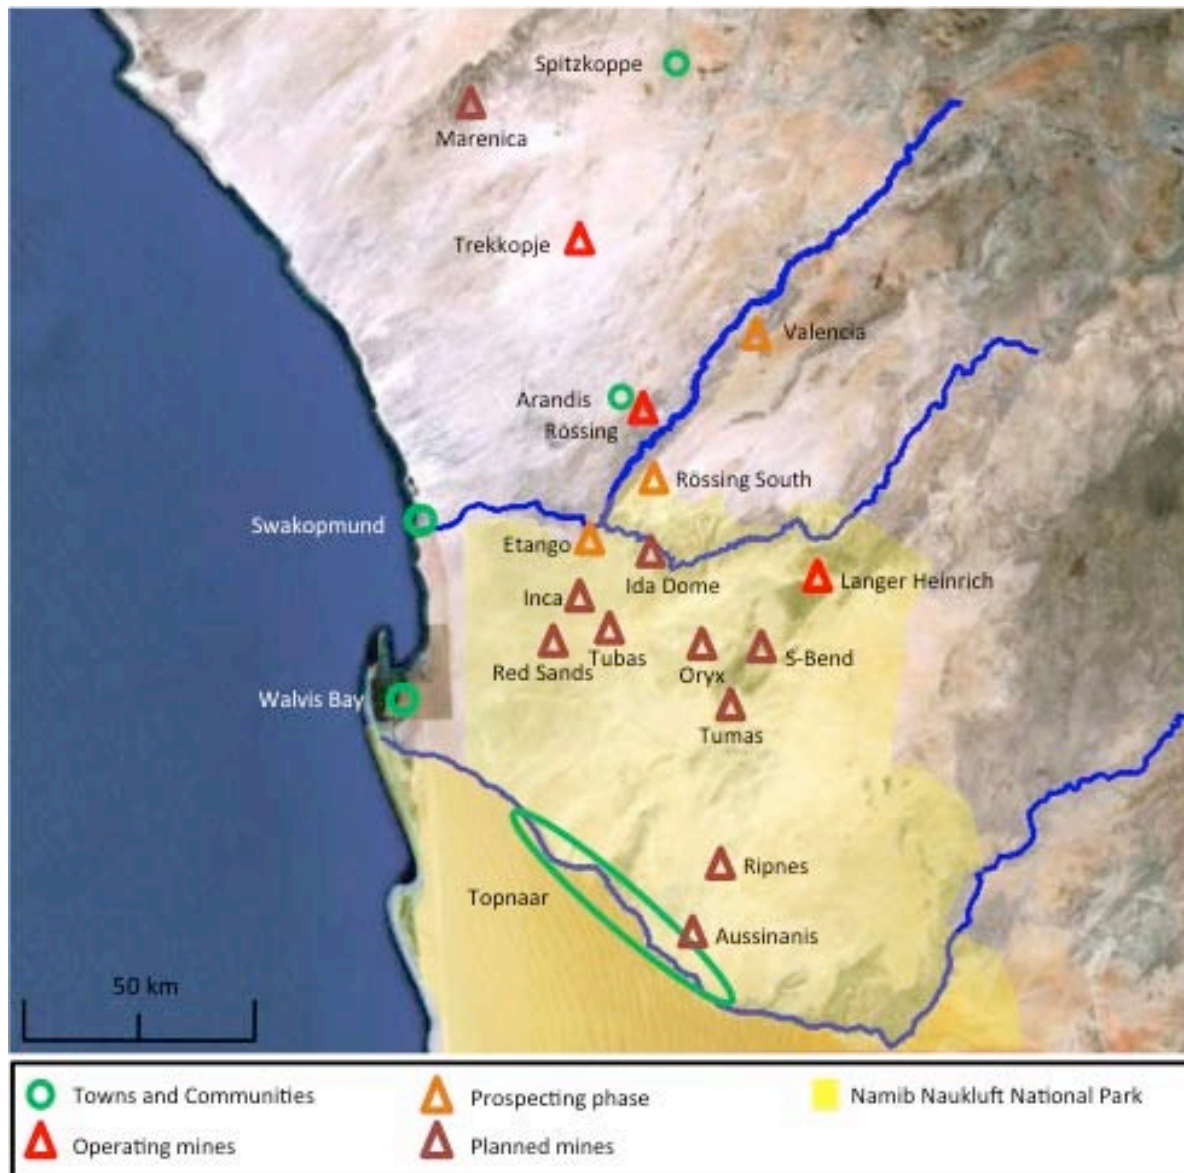 Spitzkoppe
Marenica
Trekkopje
Valencia
Arandis
Rössing
Rössing South
Swakopmund
Etango
Ida Dome
Langer Heinrich
Inca
Red Sands
Tubas
Oryx
S-Bend
Walvis Bay
Tumas
Ripnes
Topnaar
Aussinanis
50 km
Towns and Communities
Prospecting phase
Namib Naukluft National Park
Operating mines
Planned mines